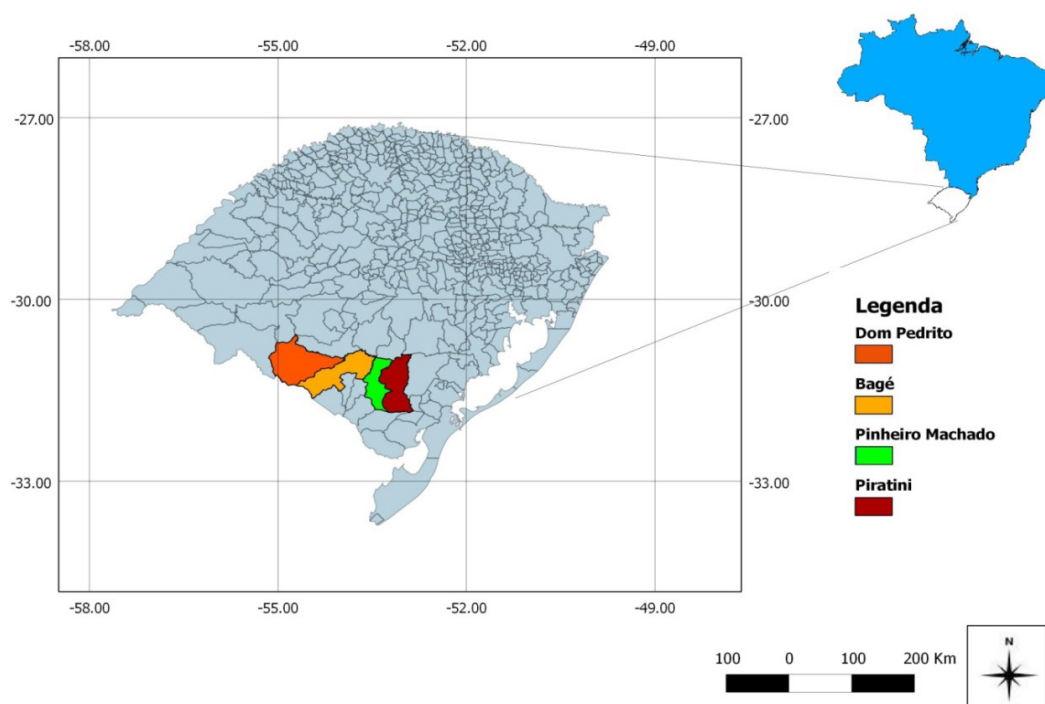 -58.00 -55.00 -52.00 -49.00
-27.00 -27.00
-30.00 -30.00
Legenda
Dom Pedrito
Bagé
Pinheiro Machado
Piratini
-33.00 -33.00
-58.00 -55.00 -52.00 -49.00
N
100 0 100 200 Km